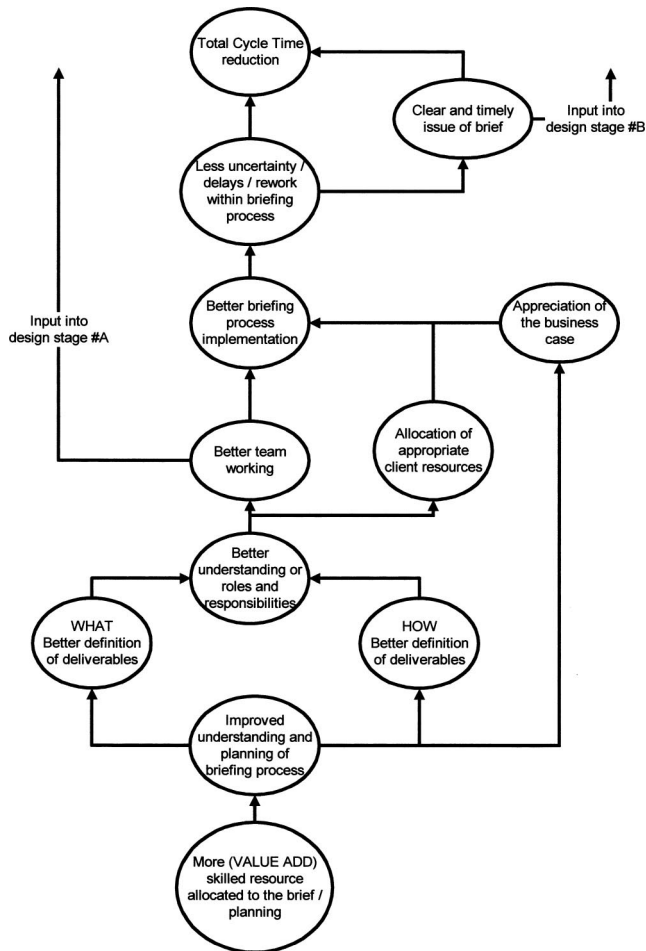 Total Cycle Time
reduction
Clear and timely
issue of brief
Input into
design stage #B
Less uncertainty /
delays / rework
within briefing
process
Input into
design stage #A
Better briefing
process
implementation
Appreciation of
the business
case
Better team
working
Allocation of
appropriate
client resources
Better
understanding or
roles and
responsibilities
WHAT
Better definition
of deliverables
HOW
Better definition
of deliverables
Improved
understanding and
planning of
briefing process
More (VALUE ADD)
skilled resource
allocated to the brief /
planning